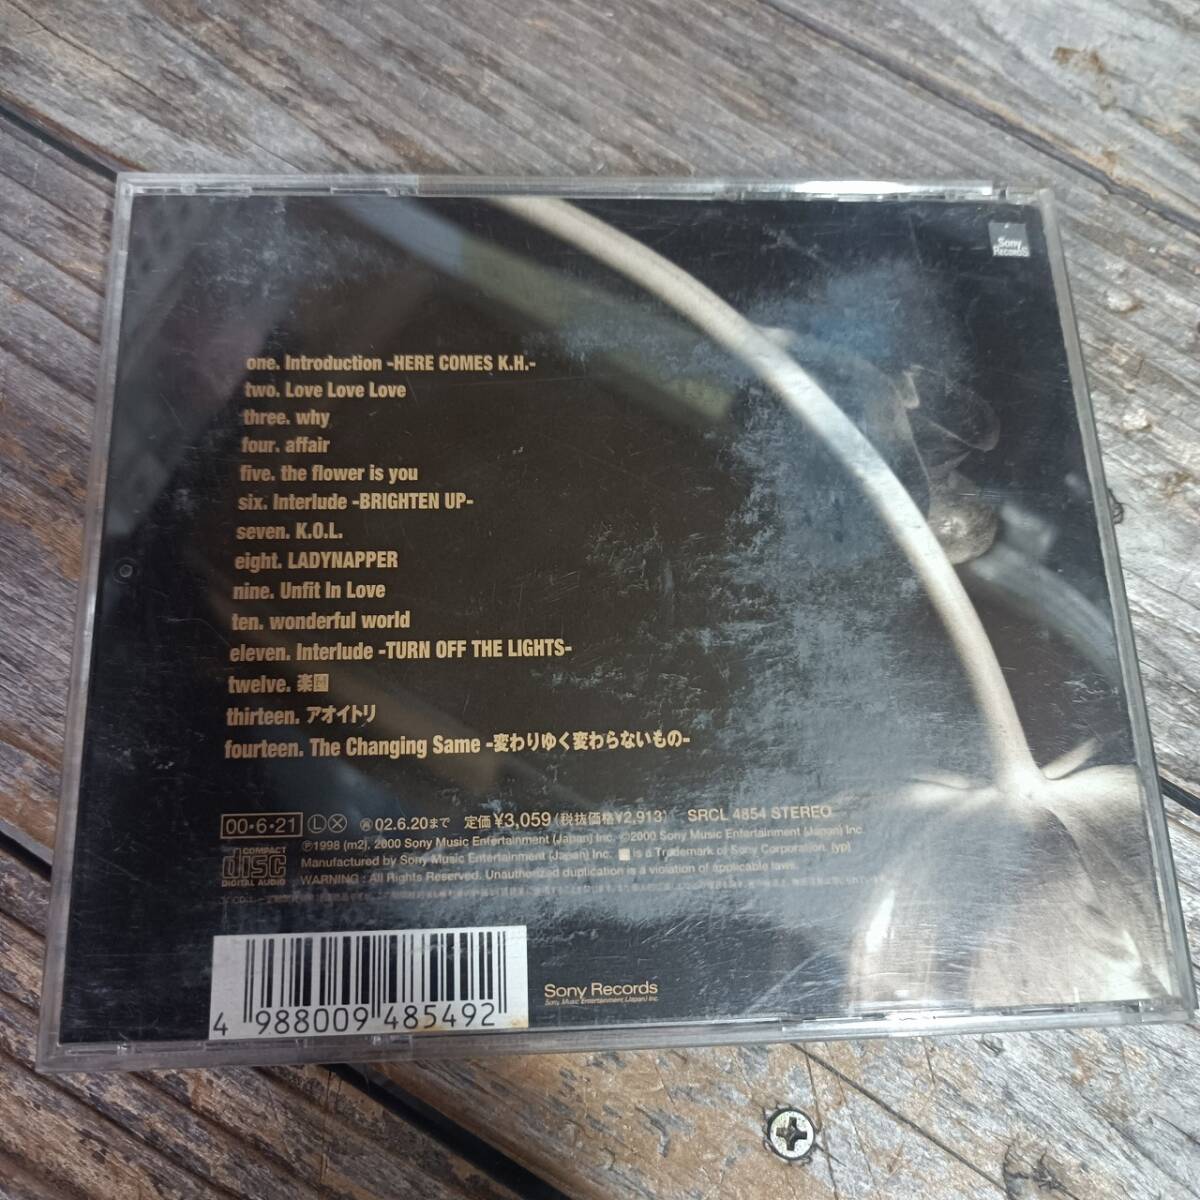 Sony
RECORDS
one. Introduction -HERE COMES K.H.-
two. Love Love Love
three. why
four. affair
five. the flower is you
six. Interlude -BRIGHTEN UP-
seven. K.O.L.
eight. LADYNAPPER
nine. Unfit In Love
ten. wonderful world
eleven. Interlude -TURN OFF THE LIGHTS-
twelve. 楽園
thirteen. アオイトリ
fourteen. The Changing Same -変わりゆく変わらないもの-
00・6・21 Ⓛ Ⓧ 02.6.20まで 定価¥3,059(税抜価格¥2,913) SRCL 4854 STEREO
℗1998 (m2), 2000 Sony Music Entertainment (Japan) Inc. ©2000 Sony Music Entertainment (Japan) Inc.
Manufactured by Sony Music Entertainment (Japan) Inc. is a Trademark of Sony Corporation. (yp)
WARNING : All Rights Reserved. Unauthorized duplication is a violation of applicable laws.
COMPACT
disc
DIGITAL AUDIO
4 988009 485492
Sony Records
Sony Music Entertainment (Japan) Inc.